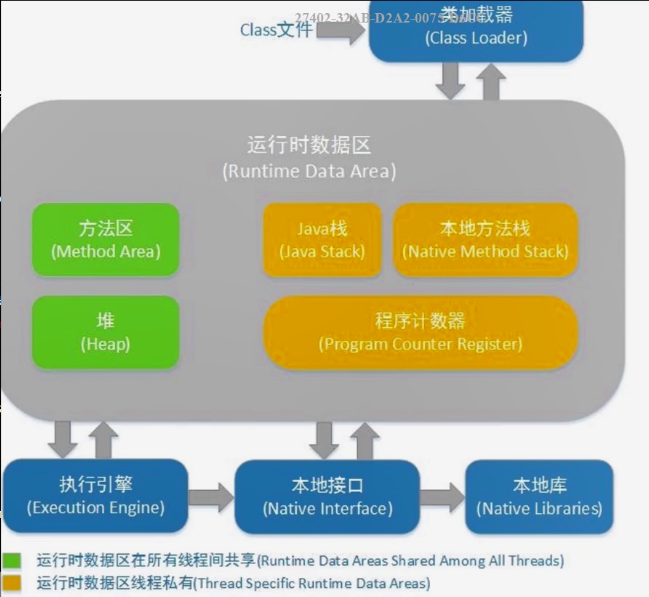 Class文件
类加载器
(Class Loader)
运行时数据区
(Runtime Data Area)
方法区
(Method Area)
Java栈
(Java Stack)
本地方法栈
(Native Method Stack)
堆
(Heap)
程序计数器
(Program Counter Register)
执行引擎
(Execution Engine)
本地接口
(Native Interface)
本地库
(Native Libraries)
运行时数据区在所有线程间共享(Runtime Data Areas Shared Among All Threads)
运行时数据区线程私有(Thread Specific Runtime Data Areas)